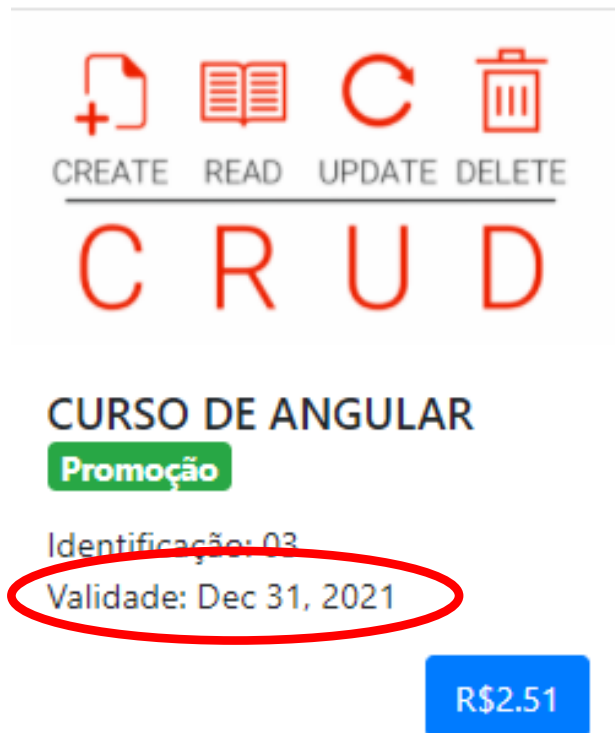 CREATE READ UPDATE DELETE
C R U D
CURSO DE ANGULAR
Promoção
Identificação: 03
Validade: Dec 31, 2021
R$2.51